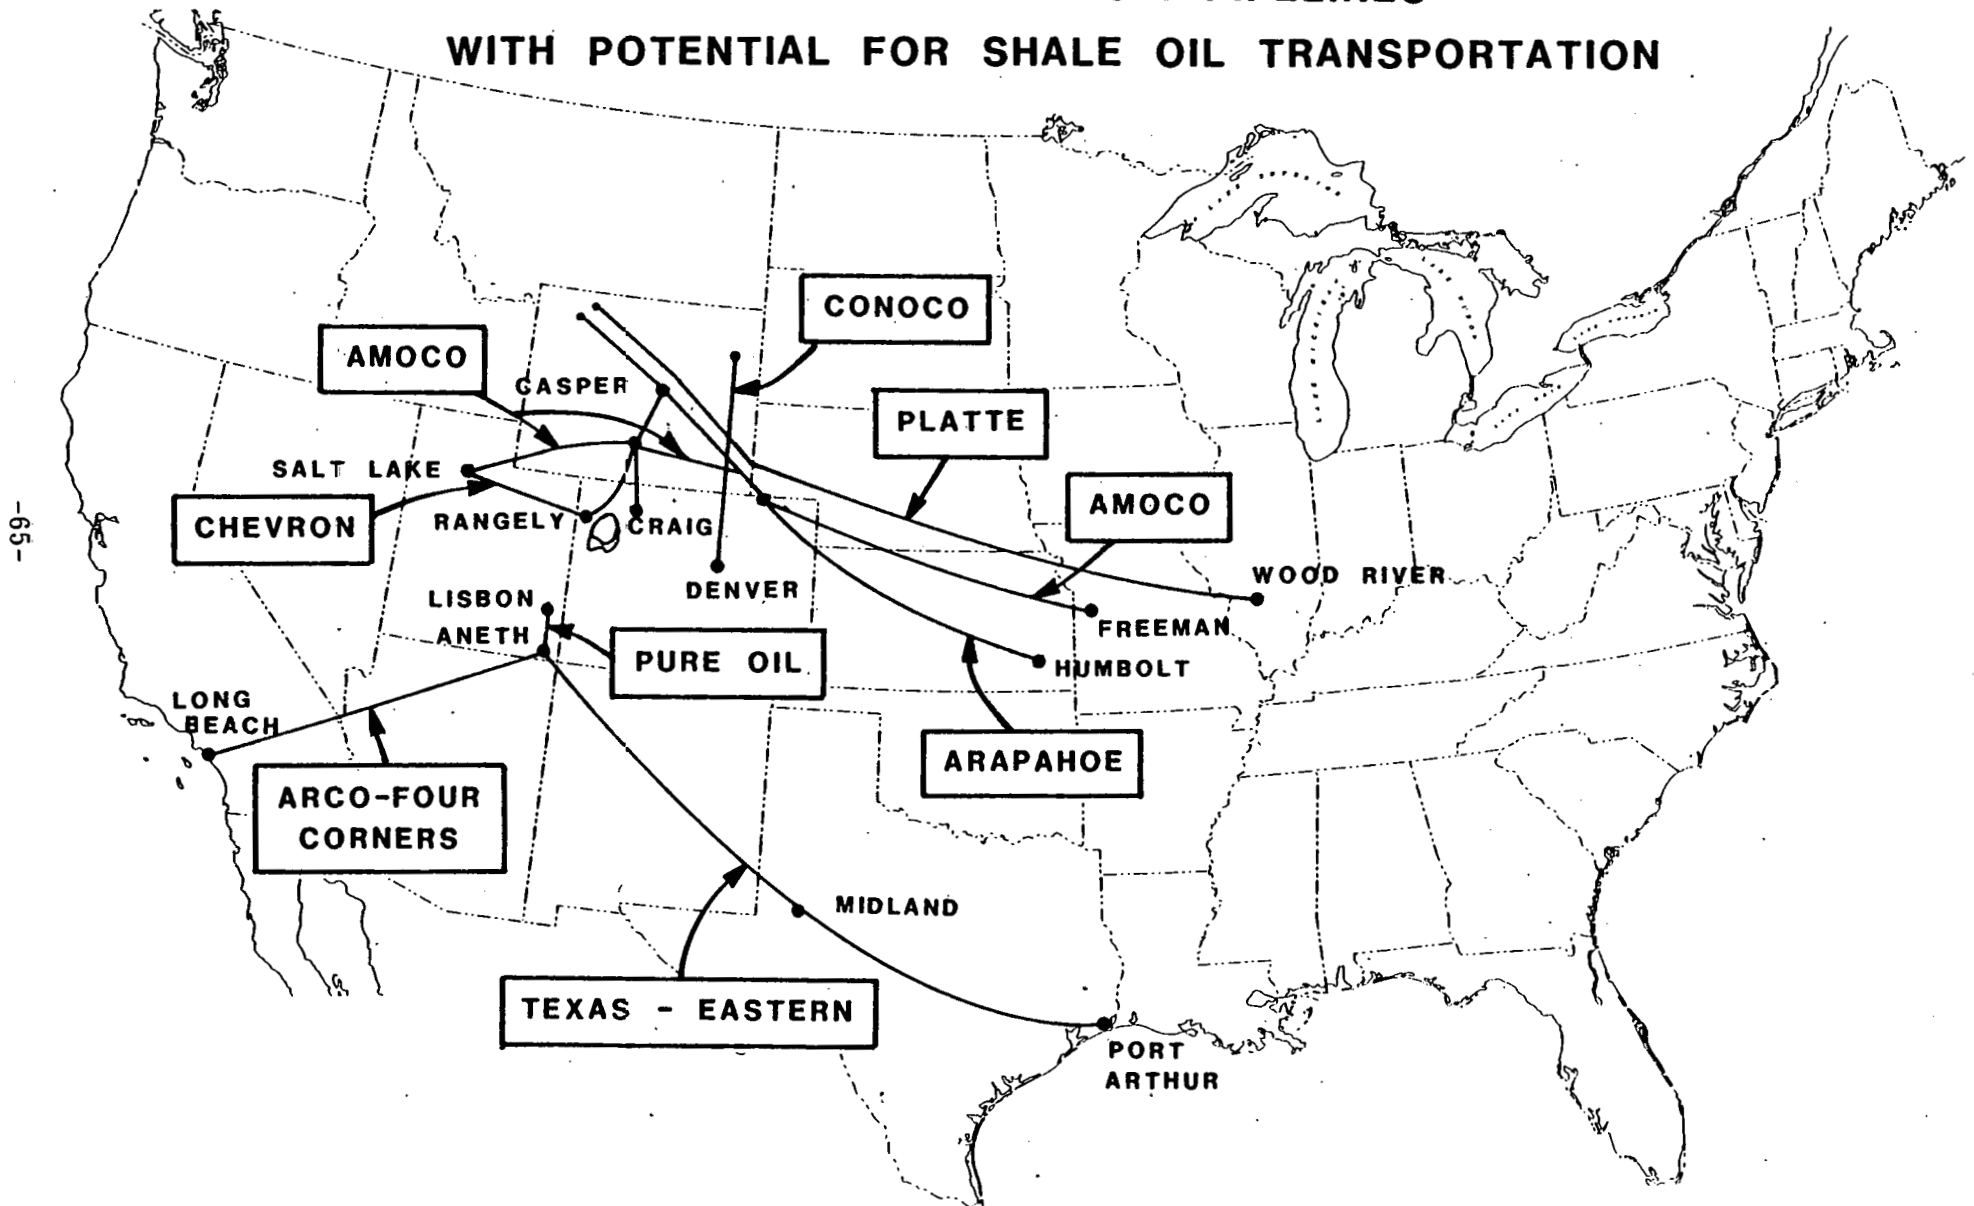 WITH POTENTIAL FOR SHALE OIL TRANSPORTATION
CONOCO
AMOCO
CASPER
PLATTE
SALT LAKE
AMOCO
CHEVRON
RANGELY
CRAIG
WOOD RIVER
DENVER
LISBON
FREEMAN
ANETH
PURE OIL
HUMBOLT
LONG
BEACH
ARAPAHOE
ARCO-FOUR
CORNERS
MIDLAND
TEXAS - EASTERN
PORT
ARTHUR
-65-